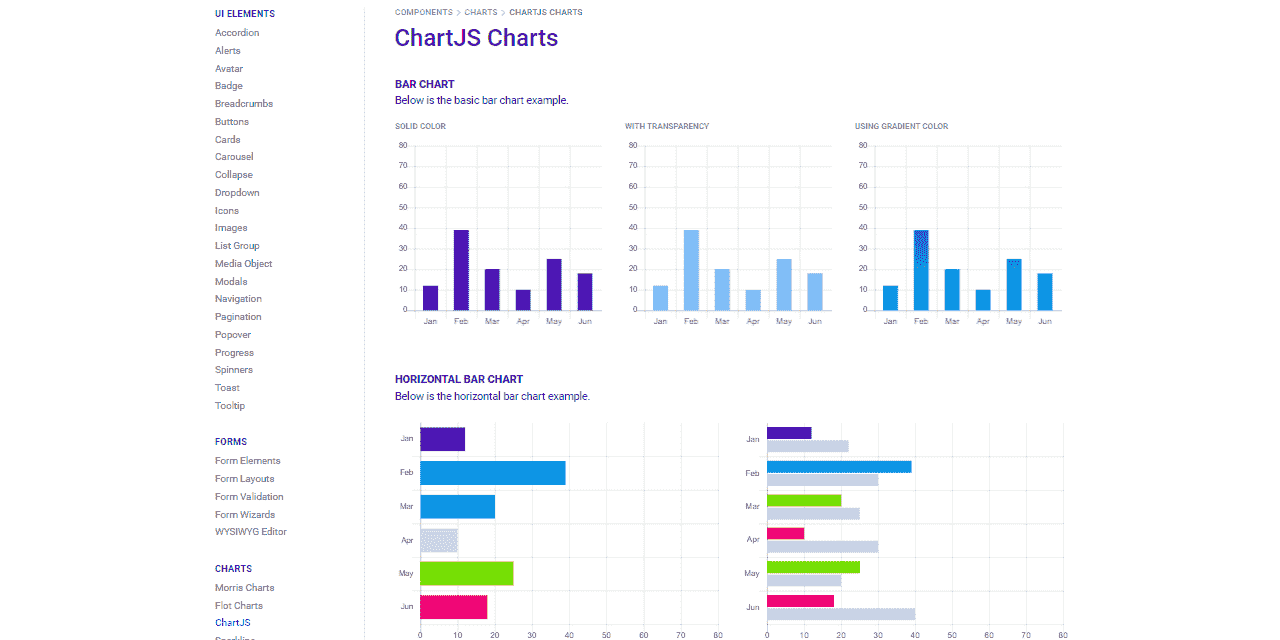 UI ELEMENTS
Accordion
Alerts
Avatar
Badge
Breadcrumbs
Buttons
Cards
Carousel
Collapse
Dropdown
Icons
Images
List Group
Media Object
Modals
Navigation
Pagination
Popover
Progress
Spinners
Toast
Tooltip
FORMS
Form Elements
Form Layouts
Form Validation
Form Wizards
WYSIWYG Editor
CHARTS
Morris Charts
Flot Charts
ChartJS
Sparkline
COMPONENTS > CHARTS > CHARTJS CHARTS
ChartJS Charts
BAR CHART
Below is the basic bar chart example.
SOLID COLOR
80
70
60
50
40
30
20
10
0
Jan Feb Mar Apr May Jun
WITH TRANSPARENCY
80
70
60
50
40
30
20
10
0
Jan Feb Mar Apr May Jun
USING GRADIENT COLOR
80
70
60
50
40
30
20
10
0
Jan Feb Mar Apr May Jun
HORIZONTAL BAR CHART
Below is the horizontal bar chart example.
Jan
Feb
Mar
Apr
May
Jun
0 10 20 30 40 50 60 70 80
Jan
Feb
Mar
Apr
May
Jun
0 10 20 30 40 50 60 70 80